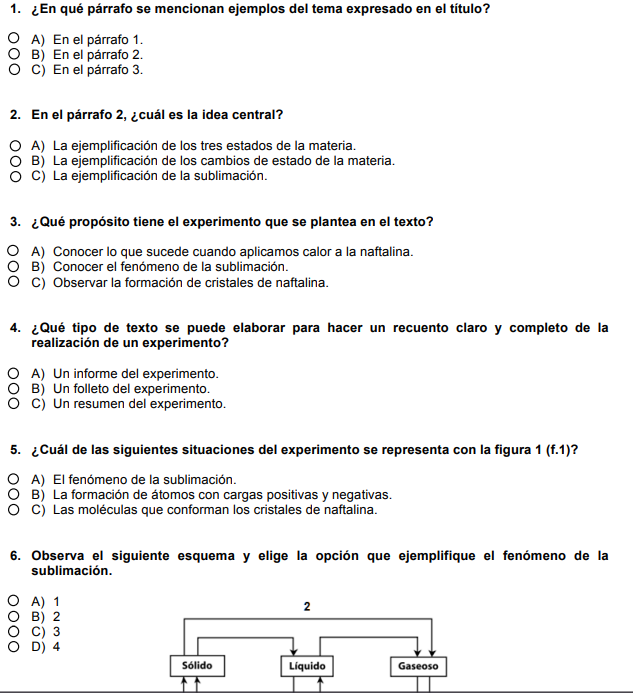 1. ¿En qué párrafo se mencionan ejemplos del tema expresado en el título?
A) En el párrafo 1.
B) En el párrafo 2.
C) En el párrafo 3.
2. En el párrafo 2, ¿cuál es la idea central?
A) La ejemplificación de los tres estados de la materia.
B) La ejemplificación de los cambios de estado de la materia.
C) La ejemplificación de la sublimación.
3. ¿Qué propósito tiene el experimento que se plantea en el texto?
A) Conocer lo que sucede cuando aplicamos calor a la naftalina.
B) Conocer el fenómeno de la sublimación.
C) Observar la formación de cristales de naftalina.
4. ¿Qué tipo de texto se puede elaborar para hacer un recuento claro y completo de la
realización de un experimento?
A) Un informe del experimento.
B) Un folleto del experimento.
C) Un resumen del experimento.
5. ¿Cuál de las siguientes situaciones del experimento se representa con la figura 1 (f.1)?
A) El fenómeno de la sublimación.
B) La formación de átomos con cargas positivas y negativas.
C) Las moléculas que conforman los cristales de naftalina.
6. Observa el siguiente esquema y elige la opción que ejemplifique el fenómeno de la
sublimación.
A) 1
B) 2
C) 3
D) 4
2
Sólido
Líquido
Gaseoso